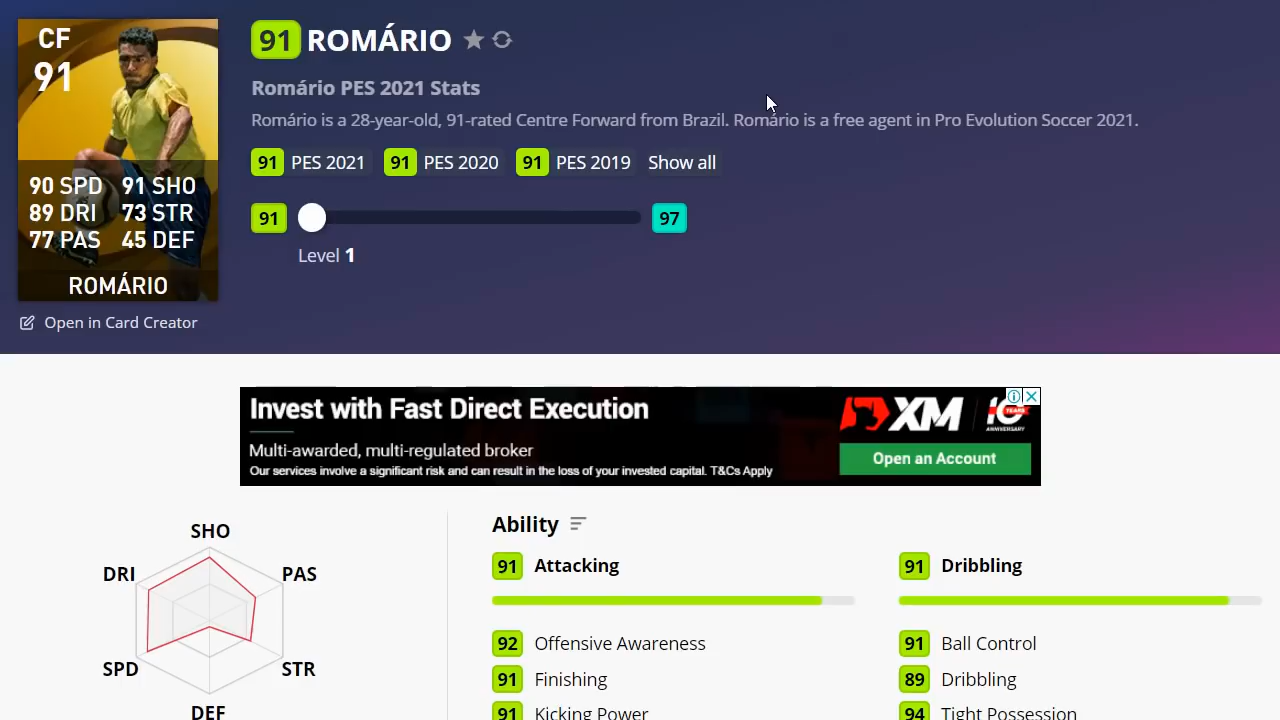 CF
91
90 SPD 91 SHO
89 DRI 73 STR
77 PAS 45 DEF
ROMÁRIO
Open in Card Creator
91 ROMÁRIO
Romário PES 2021 Stats
Romário is a 28-year-old, 91-rated Centre Forward from Brazil. Romário is a free agent in Pro Evolution Soccer 2021.
91 PES 2021 91 PES 2020 91 PES 2019 Show all
91 97
Level 1
Invest with Fast Direct Execution
Multi-awarded, multi-regulated broker
Our services involve a significant risk and can result in the loss of your invested capital. T&Cs Apply
XM 10 YEARS
ANNIVERSARY
Open an Account
SHO
DRI PAS
SPD STR
DEF
Ability
91 Attacking 91 Dribbling
92 Offensive Awareness 91 Ball Control
91 Finishing 89 Dribbling
91 Kicking Power 94 Tight Possession